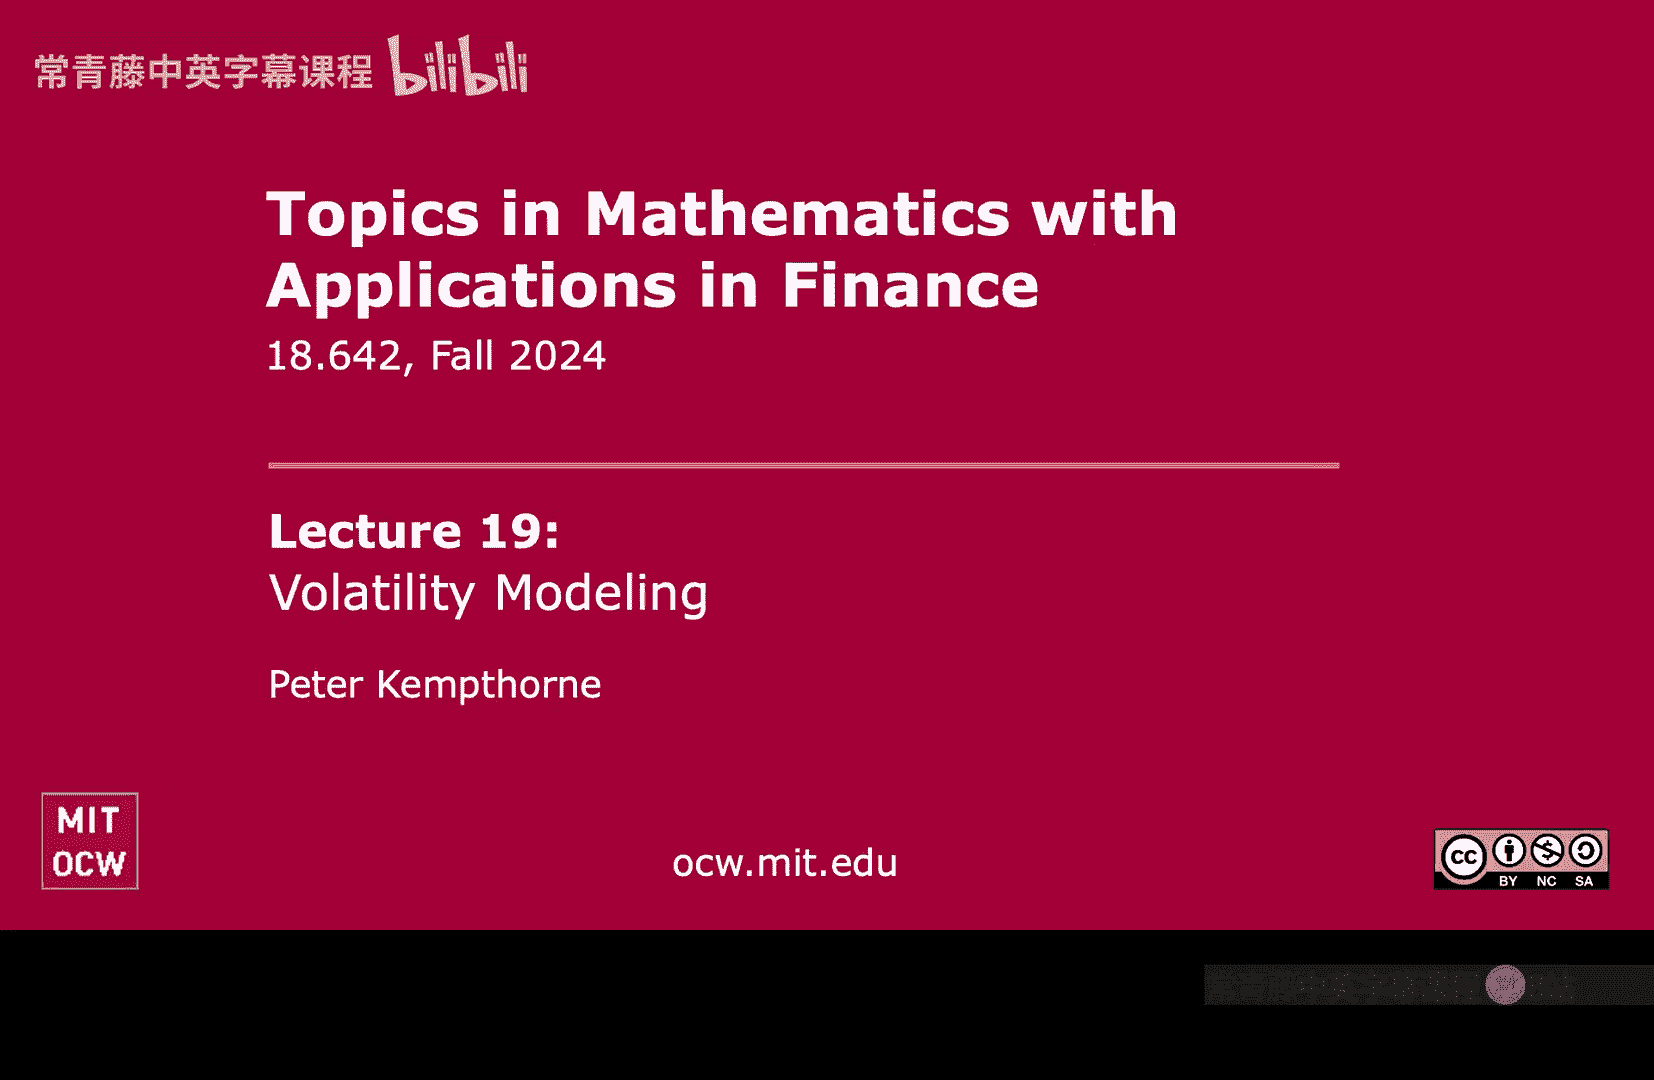 常青藤中英字幕课程 bilibili
Topics in Mathematics with
Applications in Finance
18.642, Fall 2024
Lecture 19:
Volatility Modeling
Peter Kempthorne
MIT
OCW
ocw.mit.edu
cc
BY NC SA